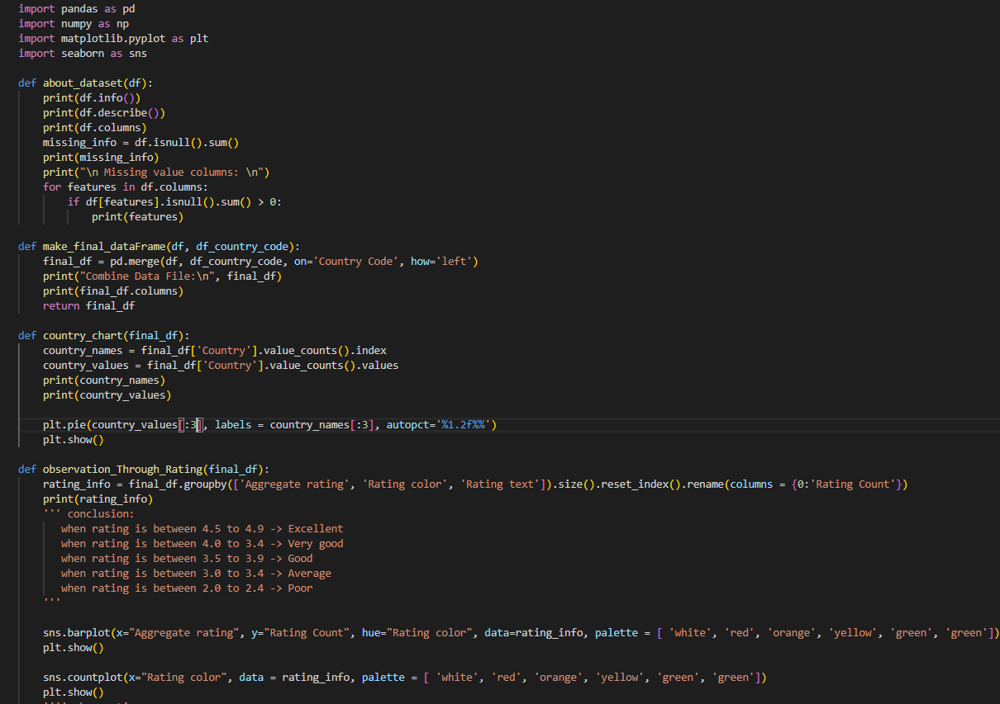 import pandas as pd
import numpy as np
import matplotlib.pyplot as plt
import seaborn as sns

def about_dataset(df):
    print(df.info())
    print(df.describe())
    print(df.columns)
    missing_info = df.isnull().sum()
    print(missing_info)
    print("\n Missing value columns: \n")
    for features in df.columns:
        if df[features].isnull().sum() > 0:
            print(features)

def make_final_dataFrame(df, df_country_code):
    final_df = pd.merge(df, df_country_code, on='Country Code', how='left')
    print("Combine Data File:\n", final_df)
    print(final_df.columns)
    return final_df

def country_chart(final_df):
    country_names = final_df['Country'].value_counts().index
    country_values = final_df['Country'].value_counts().values
    print(country_names)
    print(country_values)

    plt.pie(country_values[:3], labels = country_names[:3], autopct='%1.2f%%')
    plt.show()

def observation_Through_Rating(final_df):
    rating_info = final_df.groupby(['Aggregate rating', 'Rating color', 'Rating text']).size().reset_index().rename(columns = {0:'Rating Count'})
    print(rating_info)
    ''' conclusion:
       when rating is between 4.5 to 4.9 -> Excellent
       when rating is between 4.0 to 3.4 -> Very good
       when rating is between 3.5 to 3.9 -> Good
       when rating is between 3.0 to 3.4 -> Average
       when rating is between 2.0 to 2.4 -> Poor
    '''

    sns.barplot(x="Aggregate rating", y="Rating Count", hue="Rating color", data=rating_info, palette = [ 'white', 'red', 'orange', 'yellow', 'green', 'green'])
    plt.show()

    sns.countplot(x="Rating color", data = rating_info, palette = [ 'white', 'red', 'orange', 'yellow', 'green', 'green'])
    plt.show()